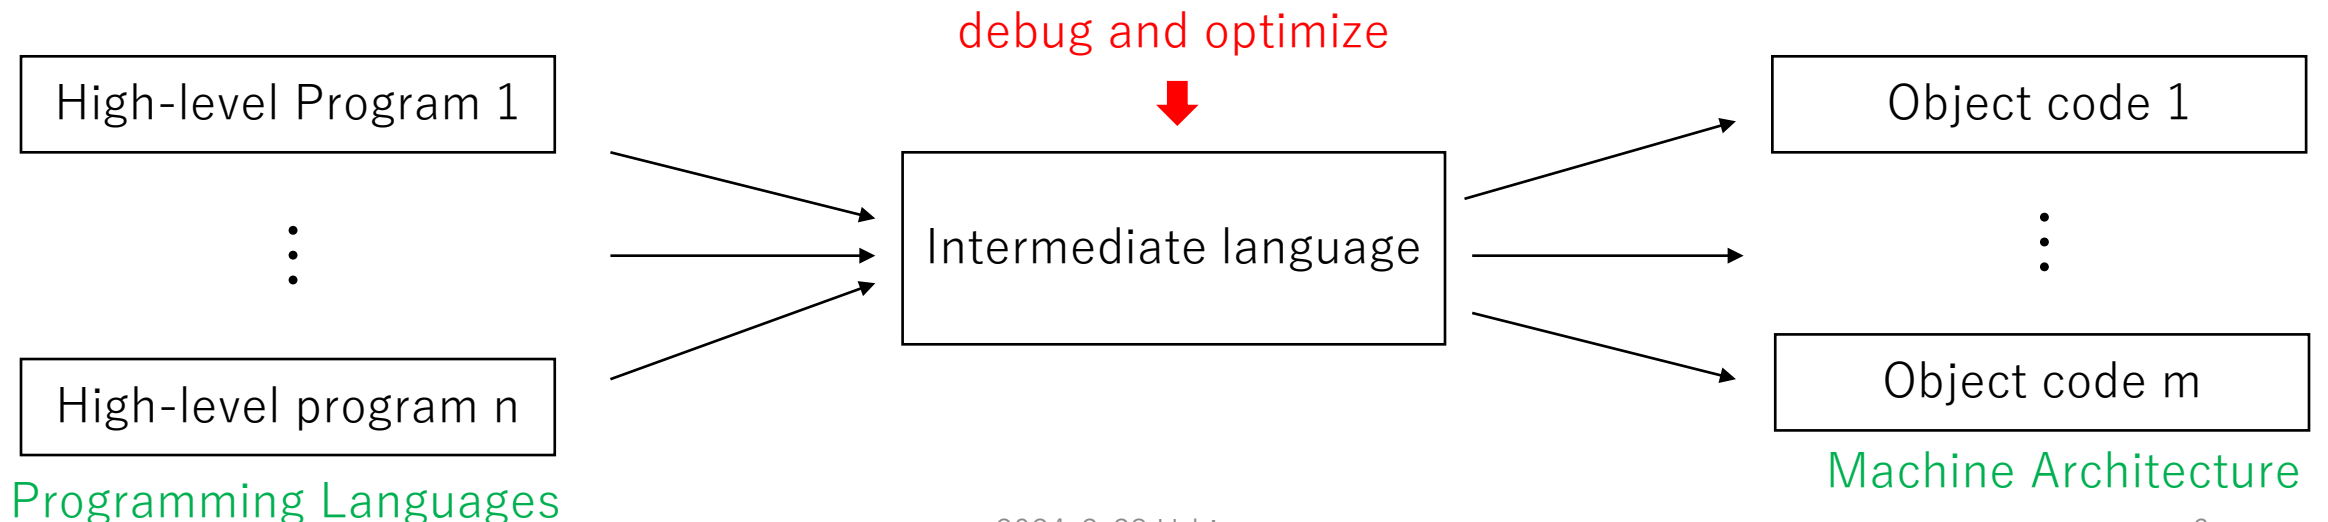 debug and optimize
High-level Program 1
Object code 1
Intermediate language
High-level program n
Object code m
Programming Languages
Machine Architecture